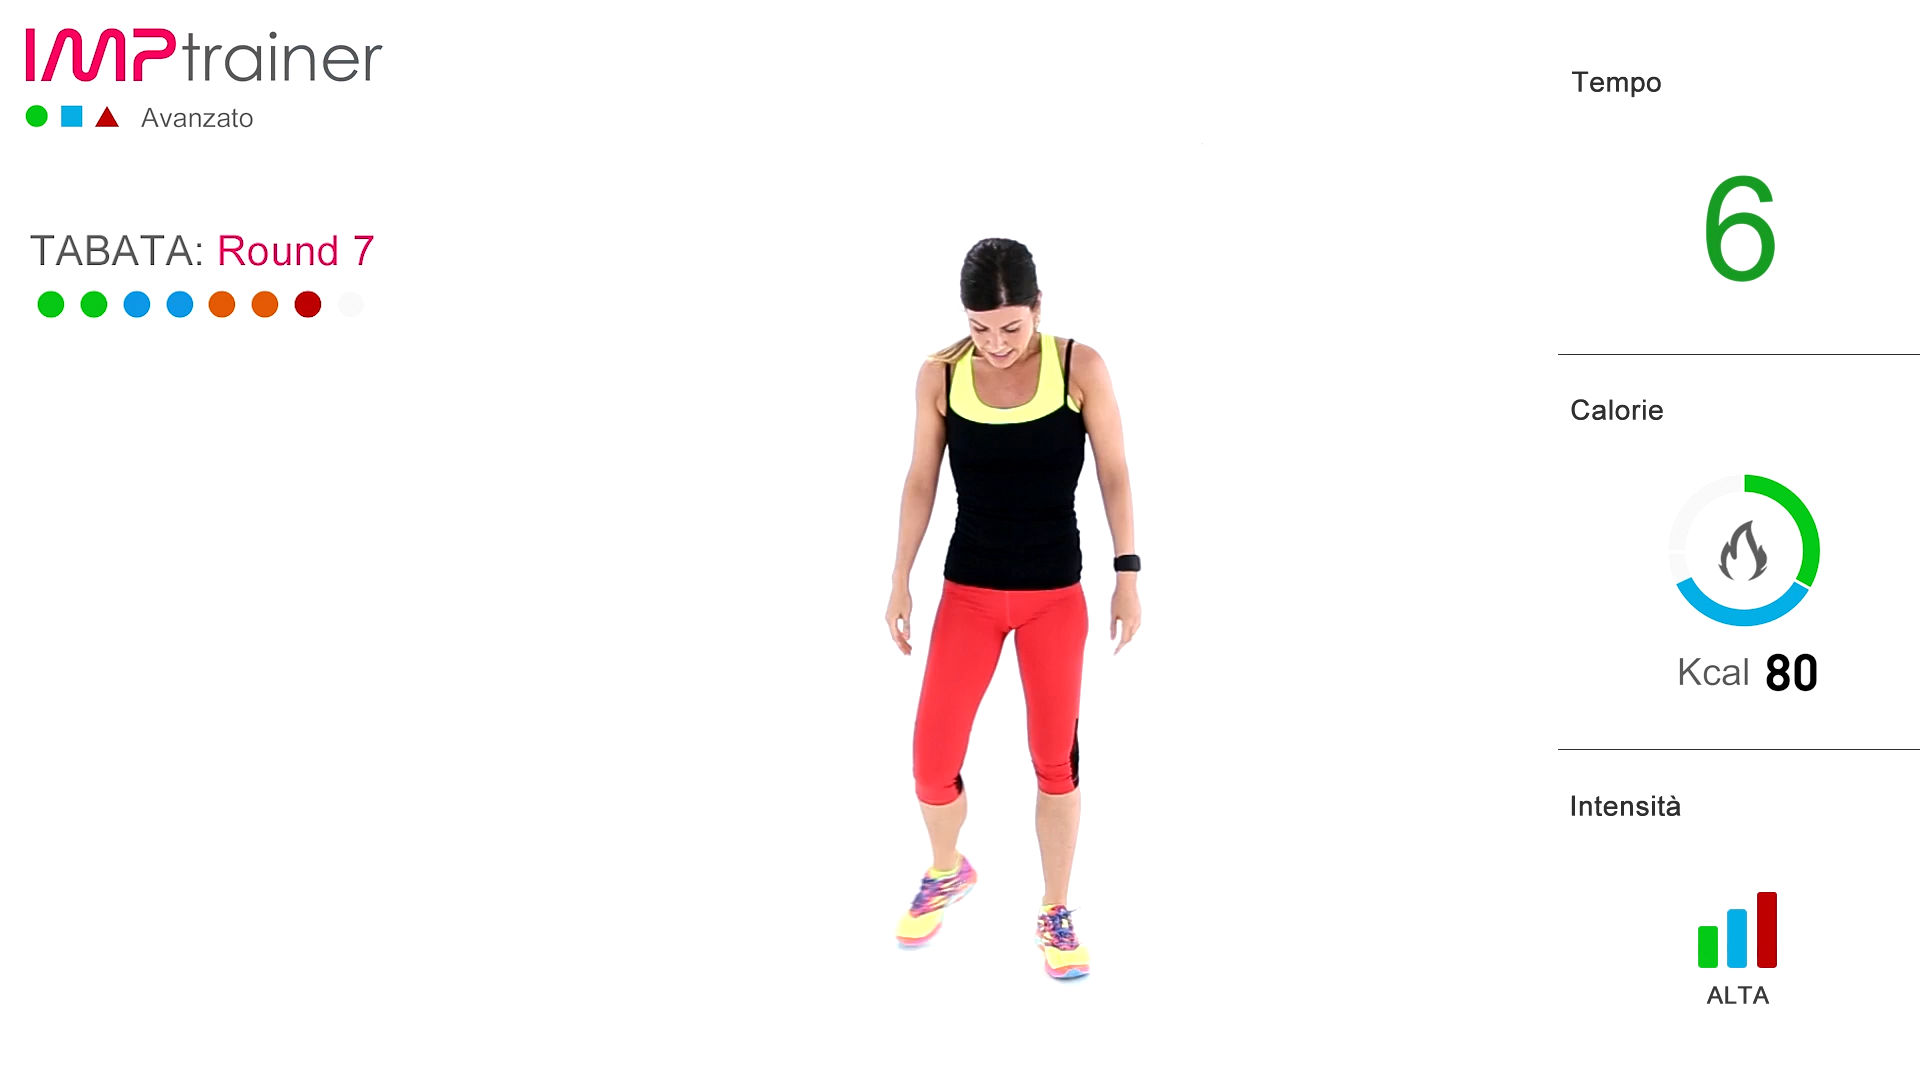 IMPtrainer
Avanzato
TABATA: Round 7
Tempo
6
Calorie
Kcal 80
Intensità
ALTA